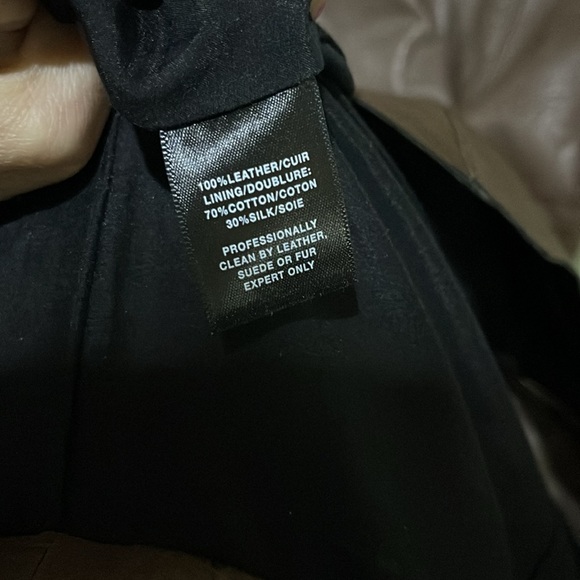 100%LEATHER/CUIR
LINING/DOUBLURE:
70%COTTON/COTON
30%SILK/SOIE
PROFESSIONALLY
CLEAN BY LEATHER,
SUEDE OR FUR
EXPERT ONLY